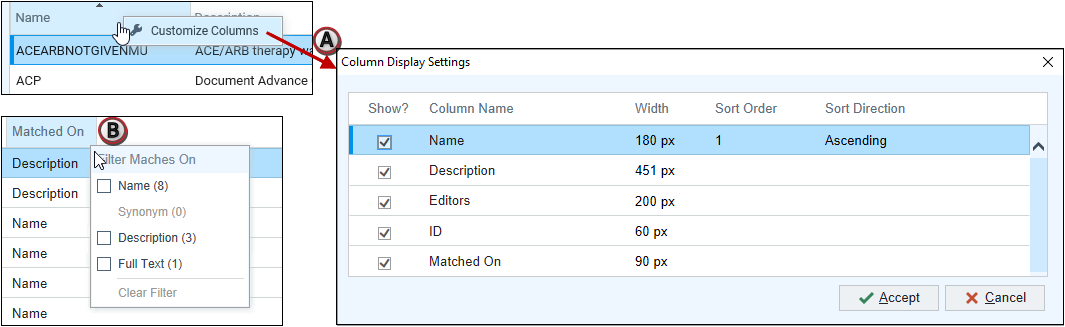 Name
Description
Customize Columns
ACEARBNOTGIVENMU
ACE/ARB therapy wa
ACP
Document Advance
A
Column Display Settings
Show?
Column Name
Width
Sort Order
Sort Direction
Name
180 px
1
Ascending
Description
451 px
Editors
200 px
ID
60 px
Matched On
90 px
Accept
Cancel
Matched On
B
Description
Description
Name
Name
Name
Name
Filter Maches On
Name (8)
Synonym (0)
Description (3)
Full Text (1)
Clear Filter